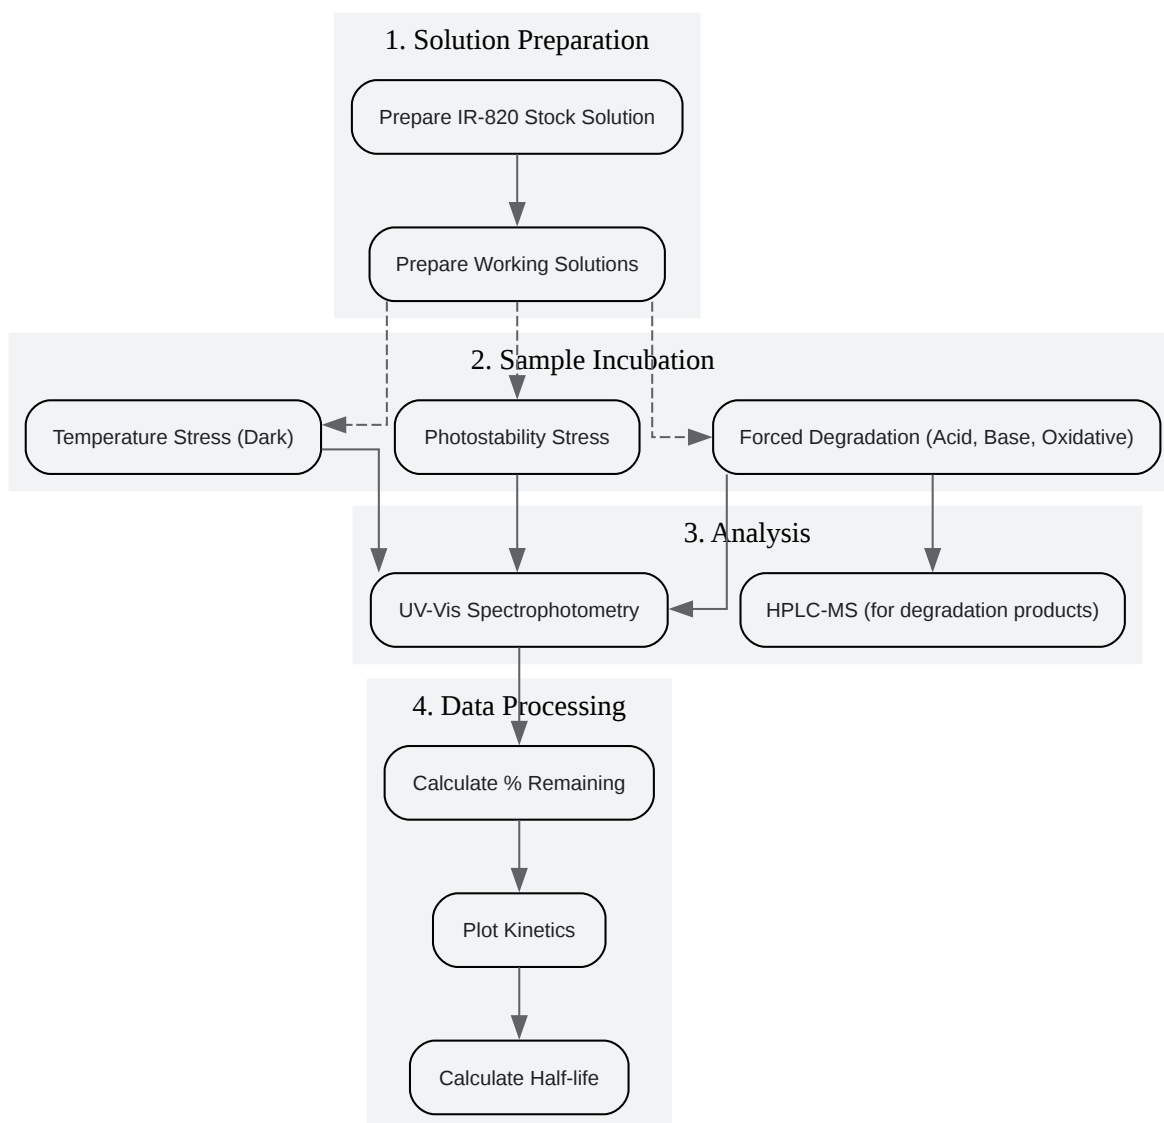 1. Solution Preparation
Prepare IR-820 Stock Solution
Prepare Working Solutions
2. Sample Incubation
Temperature Stress (Dark)
Photostability Stress
Forced Degradation (Acid, Base, Oxidative)
3. Analysis
UV-Vis Spectrophotometry
HPLC-MS (for degradation products)
4. Data Processing
Calculate % Remaining
Plot Kinetics
Calculate Half-life